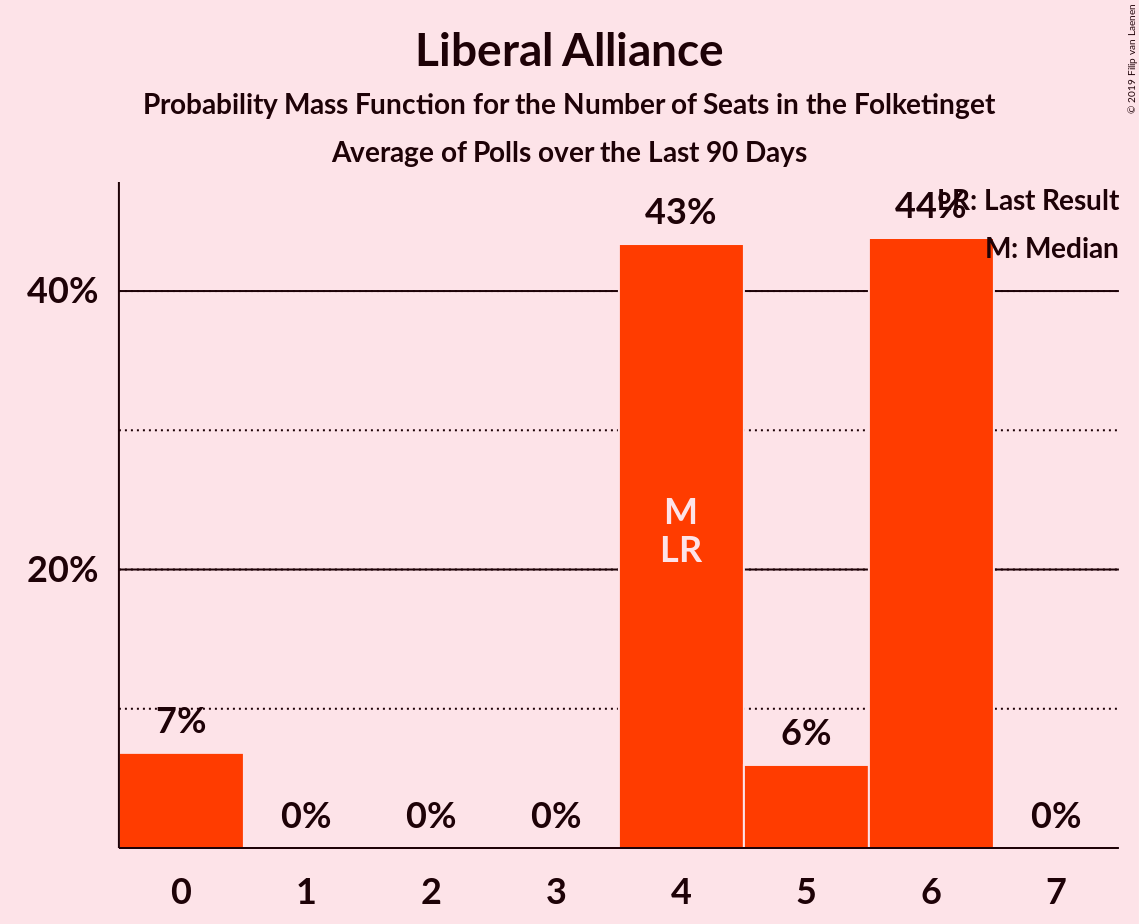 Liberal Alliance
Probability Mass Function for the Number of Seats in the Folketinget
Average of Polls over the Last 90 Days
© 2019 Filip van Laenen
LR: Last Result
M: Median
43%
44%
40%
M
LR
20%
7%
6%
0%
0%
0%
0%
0
1
2
3
4
5
6
7